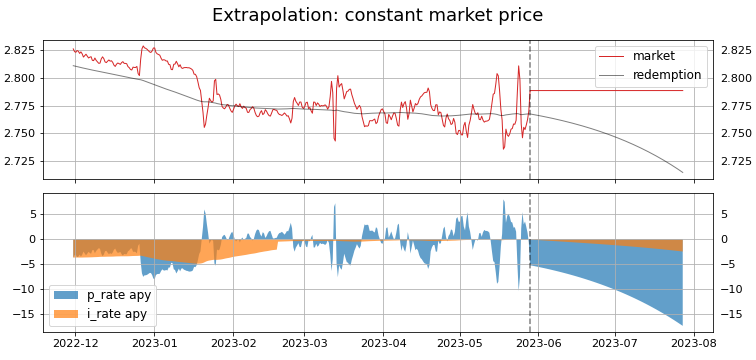 Extrapolation: constant market price
2.825 2.825
2.800 2.800
2.775 2.775
2.750 2.750
2.725 2.725
market
redemption
5 5
0 0
−5 −5
−10 −10
−15 −15
p_rate apy
i_rate apy
2022-12 2023-01 2023-02 2023-03 2023-04 2023-05 2023-06 2023-07 2023-08